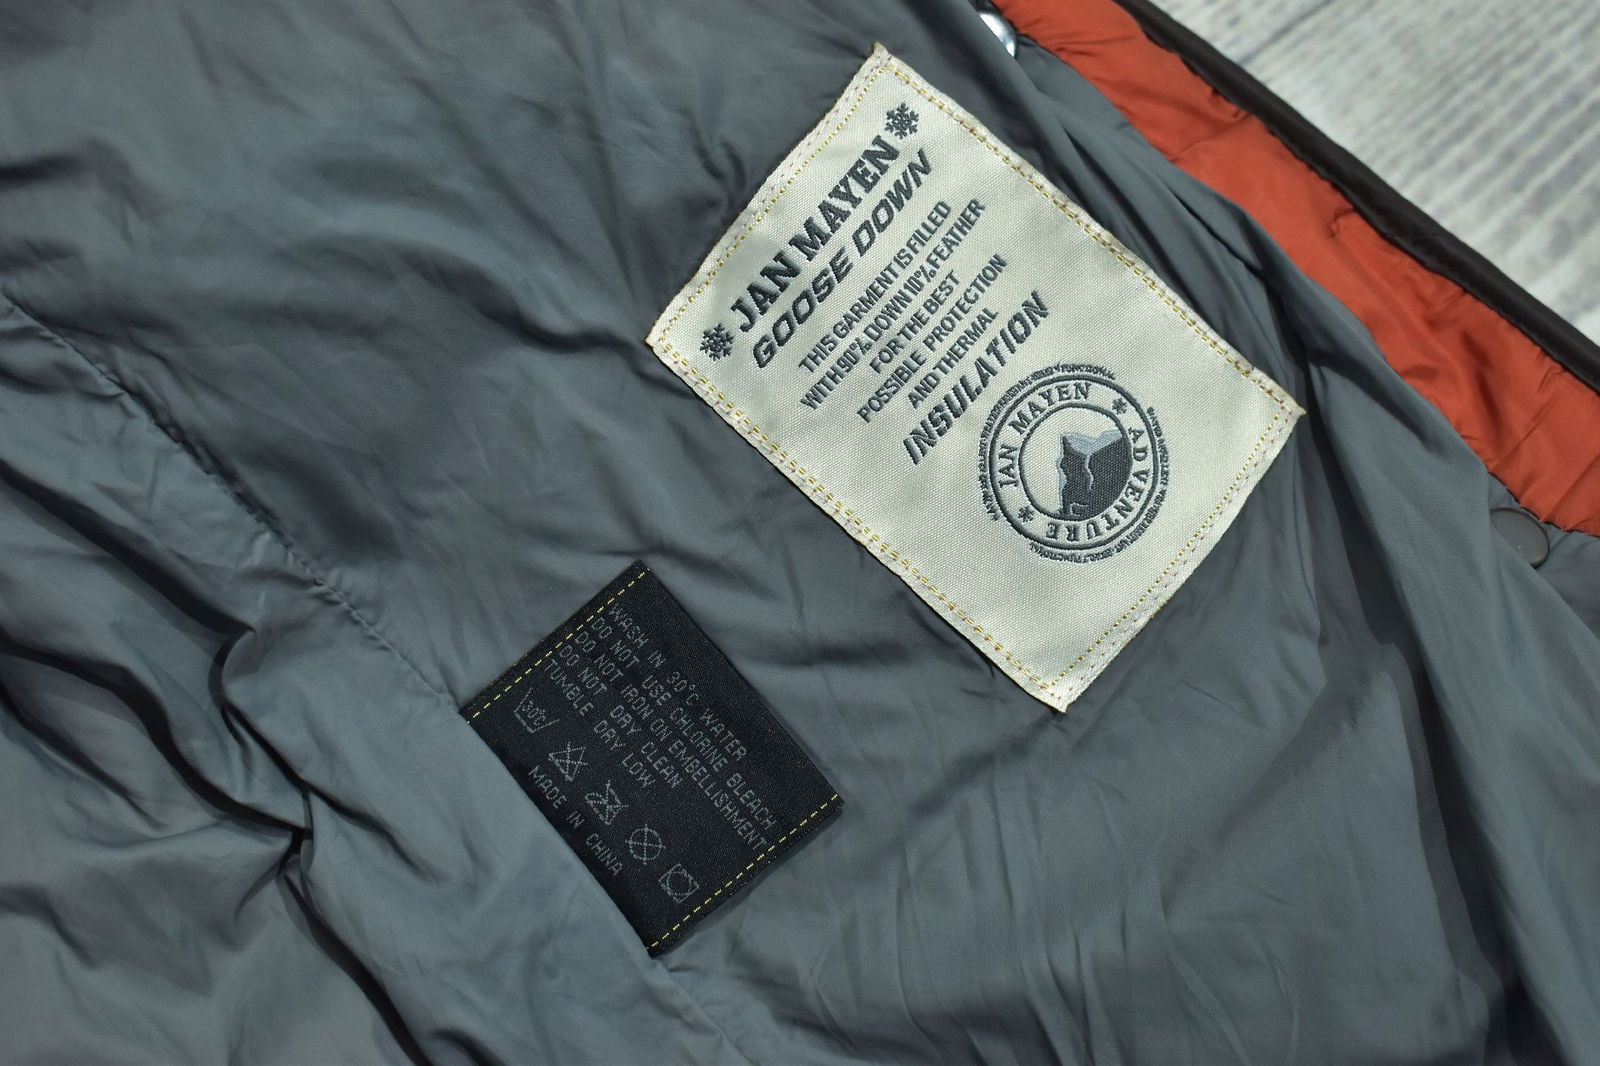 JAN MAYEN
GOOSE DOWN
THIS GARMENT IS FILLED
WITH 90% DOWN 10% FEATHER
FOR THE BEST
POSSIBLE PROTECTION
AND THERMAL
INSULATION
JAN MAYEN
ADVENTURE
WASH IN 30°C WATER
DO NOT USE CHLORINE BLEACH
DO NOT IRON ON EMBELLISHMENT
DO NOT DRY CLEAN
TUMBLE DRY LOW
30°C
MADE IN CHINA